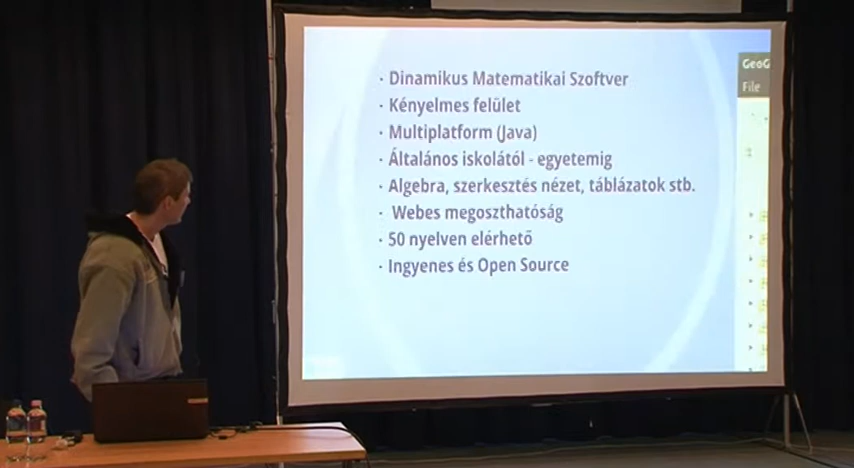 · Dinamikus Matematikai Szoftver
· Kényelmes felület
· Multiplatform (Java)
· Általános iskolától - egyetemig
· Algebra, szerkesztés nézet, táblázatok stb.
· Webes megoszthatóság
· 50 nyelven elérhető
· Ingyenes és Open Source
GeoG
File